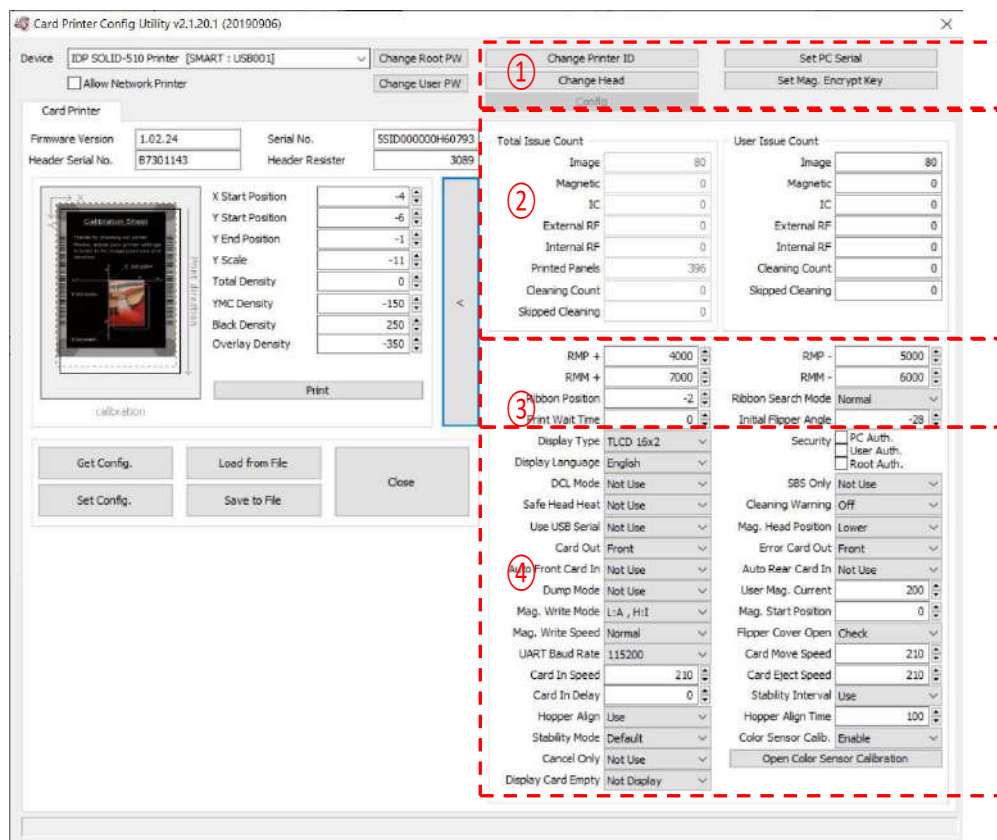 Card Printer Config Utility v2.1.20.1 (20190906)
Device IDP SOLID-510 Printer [SMART : USB001] Change Root PW
Allow Network Printer Change User PW
Change Printer ID Set PC Serial
Change Head Set Mag. Encrypt Key
Config
①
Card Printer
Firmware Version 1.02.24 Serial No. SSID000000H60793
Header Serial No. B7301143 Header Resister 3089
Calibration Sheet
Print direction
calibration
X Start Position -4
Y Start Position -6
Y End Position -1
Y Scale -11
Total Density 0
YMC Density -150
Black Density 250
Overlay Density -350
Print
<
Get Config. Load from File
Set Config. Save to File
Close
②
Total Issue Count
Image 80
Magnetic 0
IC 0
External RF 0
Internal RF 0
Printed Panels 396
Cleaning Count 0
Skipped Cleaning 0
User Issue Count
Image 80
Magnetic 0
IC 0
External RF 0
Internal RF 0
Cleaning Count 0
Skipped Cleaning 0
③
RMP + 4000 RMP - 5000
RMM + 7000 RMM - 6000
Ribbon Position -2 Ribbon Search Mode Normal
Print Wait Time 0 Initial Flipper Angle -28
④
Display Type TLCD 16x2 Security PC Auth.
User Auth.
Display Language English Root Auth.
DCL Mode Not Use SBS Only Not Use
Safe Head Heat Not Use Cleaning Warning Off
Use USB Serial Not Use Mag. Head Position Lower
Card Out Front Error Card Out Front
Auto Front Card In Not Use Auto Rear Card In Not Use
Dump Mode Not Use User Mag. Current 200
Mag. Write Mode L:A , H:I Mag. Start Position 0
Mag. Write Speed Normal Flipper Cover Open Check
UART Baud Rate 115200 Card Move Speed 210
Card In Speed 210 Card Eject Speed 210
Card In Delay 0 Stability Interval Use
Hopper Align Use Hopper Align Time 100
Stability Mode Default Color Sensor Calib. Enable
Cancel Only Not Use Open Color Sensor Calibration
Display Card Empty Not Display